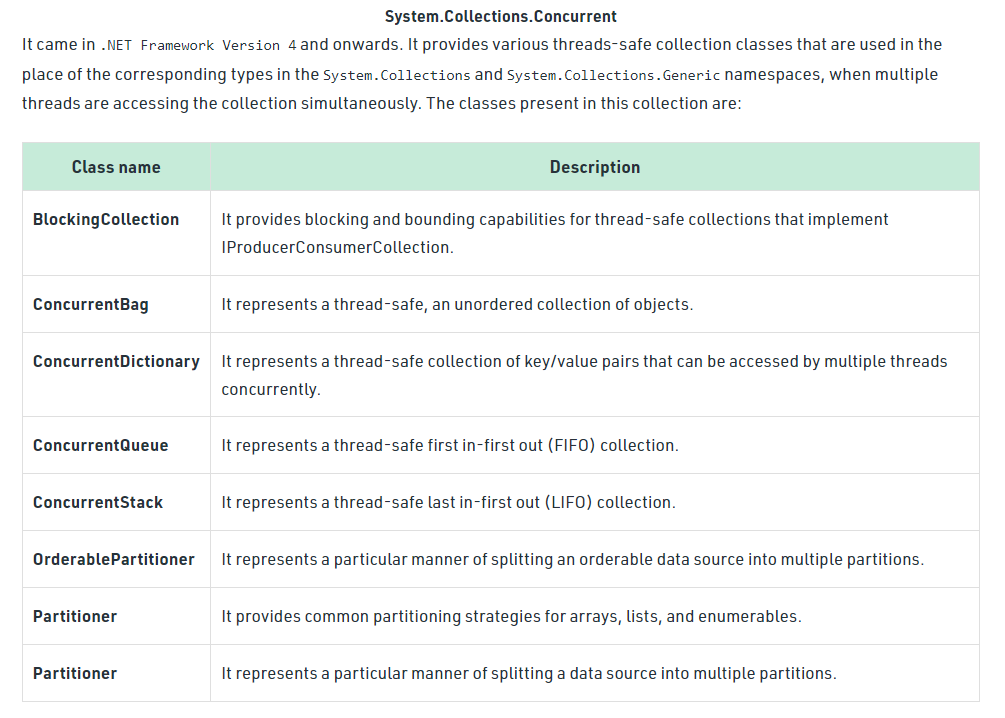 System.Collections.Concurrent
It came in .NET Framework Version 4 and onwards. It provides various threads-safe collection classes that are used in the
place of the corresponding types in the System.Collections and System.Collections.Generic namespaces, when multiple
threads are accessing the collection simultaneously. The classes present in this collection are:
Class name Description
BlockingCollection It provides blocking and bounding capabilities for thread-safe collections that implement
IProducerConsumerCollection.
ConcurrentBag It represents a thread-safe, an unordered collection of objects.
ConcurrentDictionary It represents a thread-safe collection of key/value pairs that can be accessed by multiple threads
concurrently.
ConcurrentQueue It represents a thread-safe first in-first out (FIFO) collection.
ConcurrentStack It represents a thread-safe last in-first out (LIFO) collection.
OrderablePartitioner It represents a particular manner of splitting an orderable data source into multiple partitions.
Partitioner It provides common partitioning strategies for arrays, lists, and enumerables.
Partitioner It represents a particular manner of splitting a data source into multiple partitions.